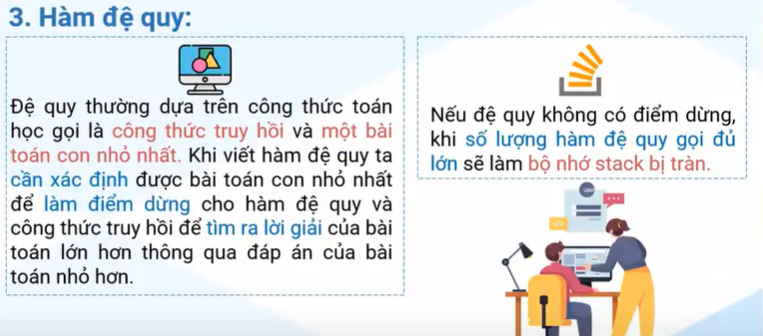 3. Hàm đệ quy:
Đệ quy thường dựa trên công thức toán
học gọi là công thức truy hồi và một bài
toán con nhỏ nhất. Khi viết hàm đệ quy ta
cần xác định được bài toán con nhỏ nhất
để làm điểm dừng cho hàm đệ quy và
công thức truy hồi để tìm ra lời giải của bài
toán lớn hơn thông qua đáp án của bài
toán nhỏ hơn.
Nếu đệ quy không có điểm dừng,
khi số lượng hàm đệ quy gọi đủ
lớn sẽ làm bộ nhớ stack bị tràn.